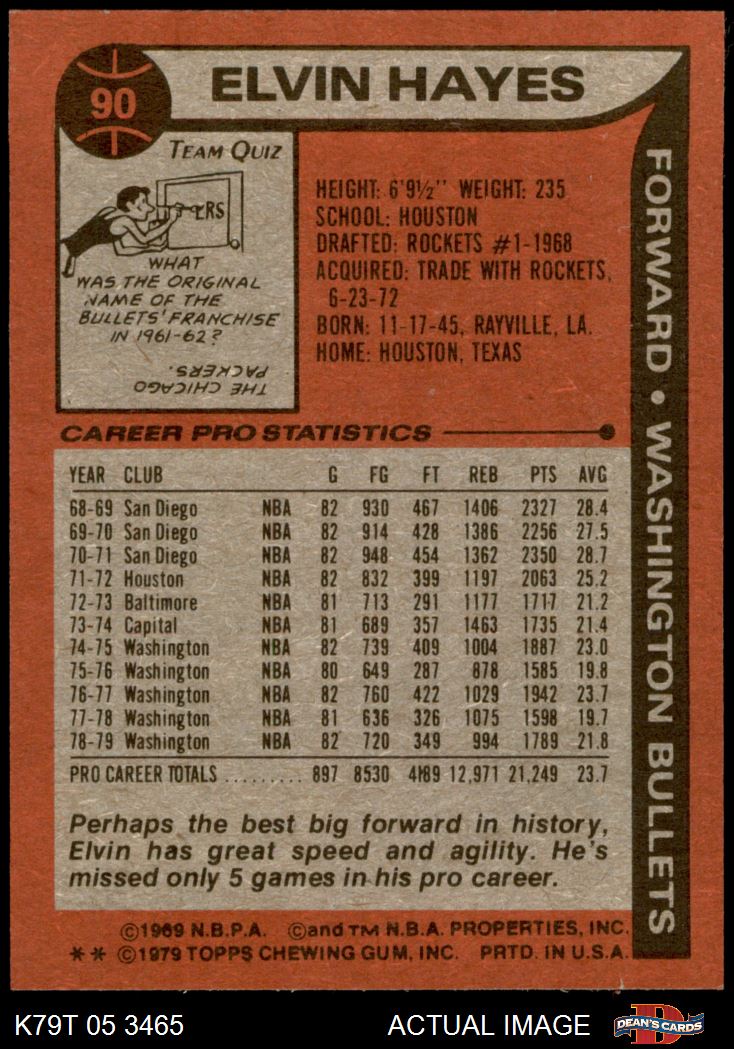 90
ELVIN HAYES
TEAM QUIZ
ERS
WHAT
WAS THE ORIGINAL
NAME OF THE
BULLETS' FRANCHISE
IN 1961-62?
THE CHICAGO
PACKERS.
HEIGHT: 6'9½" WEIGHT: 235
SCHOOL: HOUSTON
DRAFTED: ROCKETS #1-1968
ACQUIRED: TRADE WITH ROCKETS,
6-23-72
BORN: 11-17-45, RAYVILLE, LA.
HOME: HOUSTON, TEXAS
FORWARD • WASHINGTON BULLETS
CAREER PRO STATISTICS
YEAR CLUB G FG FT REB PTS AVG
68-69 San Diego NBA 82 930 467 1406 2327 28.4
69-70 San Diego NBA 82 914 428 1386 2256 27.5
70-71 San Diego NBA 82 948 454 1362 2350 28.7
71-72 Houston NBA 82 832 399 1197 2063 25.2
72-73 Baltimore NBA 81 713 291 1177 1717 21.2
73-74 Capital NBA 81 689 357 1463 1735 21.4
74-75 Washington NBA 82 739 409 1004 1887 23.0
75-76 Washington NBA 80 649 287 878 1585 19.8
76-77 Washington NBA 82 760 422 1029 1942 23.7
77-78 Washington NBA 81 636 326 1075 1598 19.7
78-79 Washington NBA 82 720 349 994 1789 21.8
PRO CAREER TOTALS ......... 897 8530 4189 12,971 21,249 23.7
Perhaps the best big forward in history,
Elvin has great speed and agility. He's
missed only 5 games in his pro career.
©1969 N.B.P.A. ©and TM N.B.A. PROPERTIES, INC.
** ©1979 TOPPS CHEWING GUM, INC. PRTD. IN U.S.A.
K79T 05 3465 ACTUAL IMAGE
DEAN'S CARDS